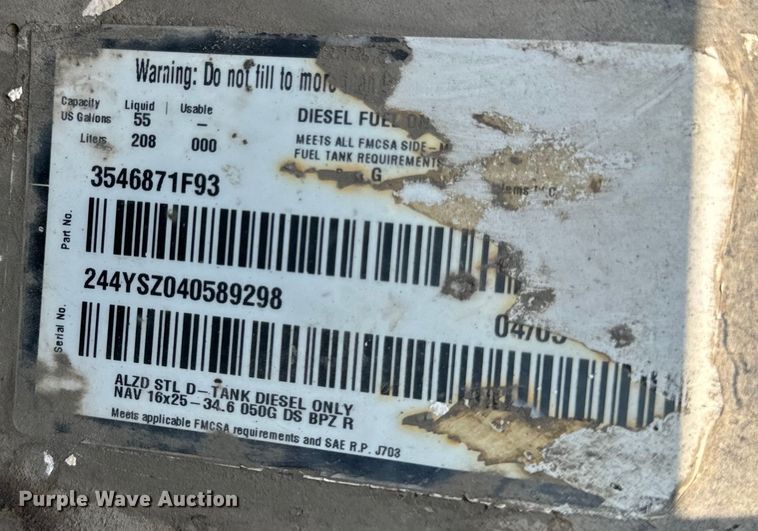 Warning: Do not fill to more
Capacity Liquid | Usable
US Gallons 55 –
Liters 208 000
DIESEL FUEL
MEETS ALL FMCSA SIDE-
FUEL TANK REQUIREMENTS
3546871F93
Part No.
244YSZ040589298
Serial No.
ALZD STL D-TANK DIESEL ONLY
NAV 16x25-34.6 050G DS BPZ R
Meets applicable FMCSA requirements and SAE R.P. J703
Purple Wave Auction